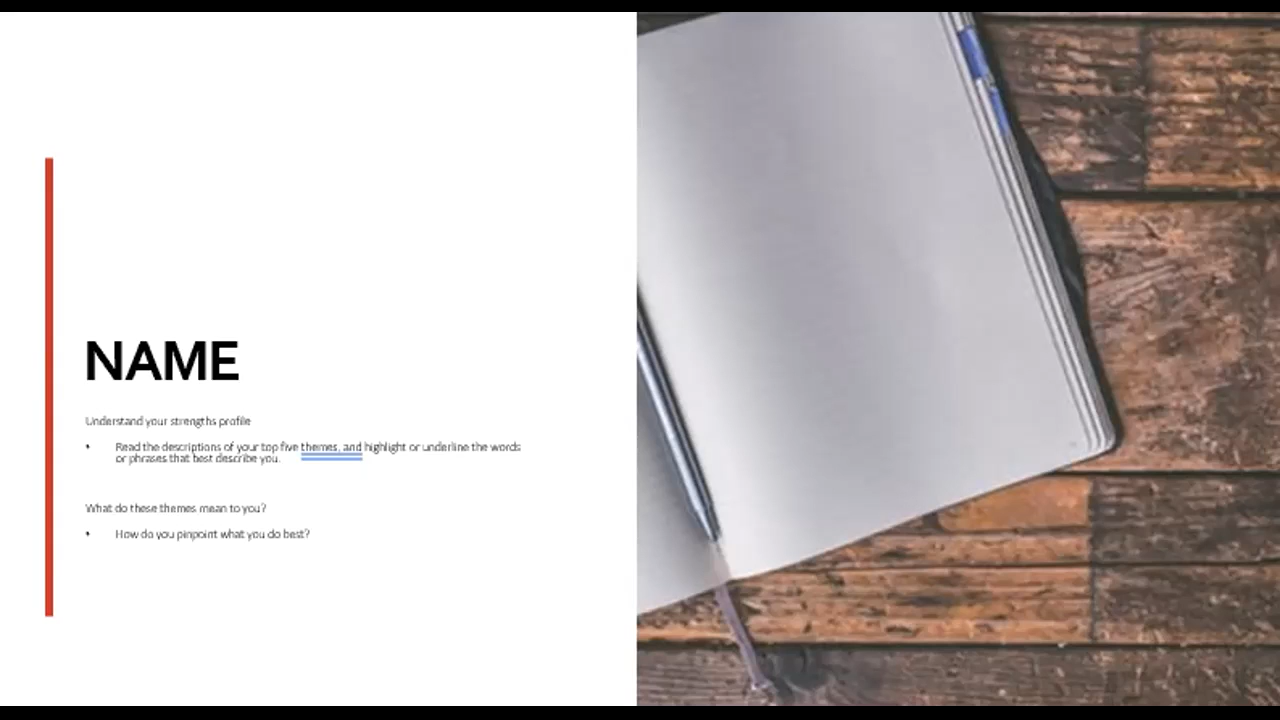 NAME
Understand your strengths profile
• Read the descriptions of your top five themes, and highlight or underline the words
or phrases that best describe you.
What do these themes mean to you?
• How do you pinpoint what you do best?